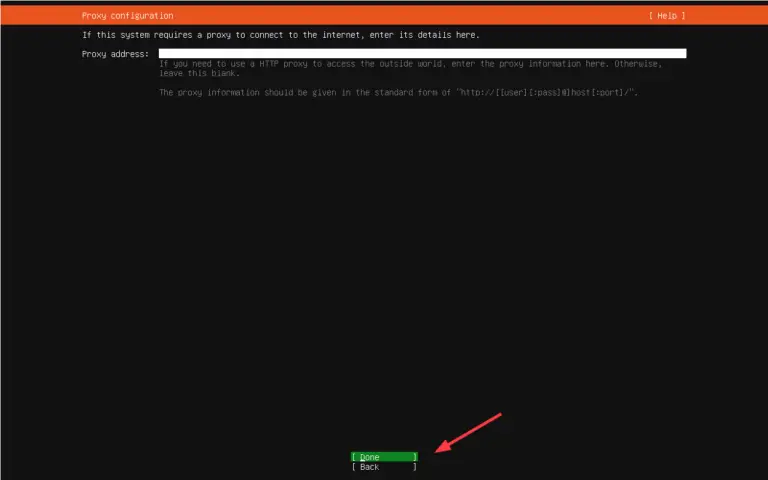 Proxy configuration [ Help ]
If this system requires a proxy to connect to the internet, enter its details here.
Proxy address:
If you need to use a HTTP proxy to access the outside world, enter the proxy information here. Otherwise,
leave this blank.
The proxy information should be given in the standard form of "http://[[user][:pass]@]host[:port]/".
[ Done ]
[ Back ]